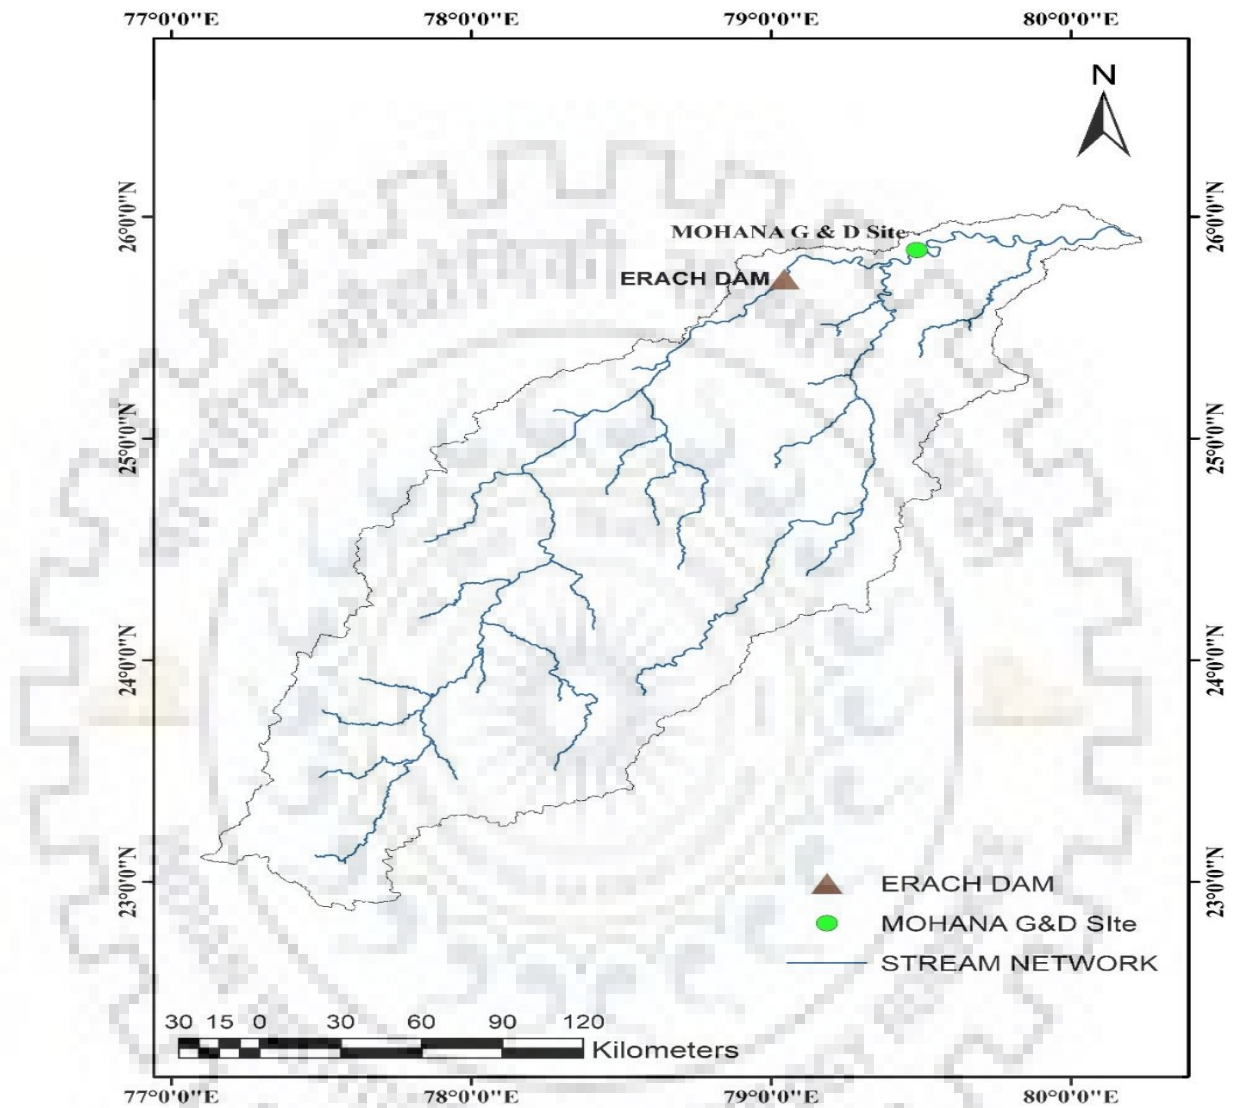 77°0'0"E 78°0'0"E 79°0'0"E 80°0'0"E
N
26°0'0"N 26°0'0"N
MOHANA G & D Site
ERACH DAM
25°0'0"N 25°0'0"N
24°0'0"N 24°0'0"N
23°0'0"N 23°0'0"N
ERACH DAM
MOHANA G&D SIte
STREAM NETWORK
30 15 0 30 60 90 120
Kilometers
77°0'0"E 78°0'0"E 79°0'0"E 80°0'0"E